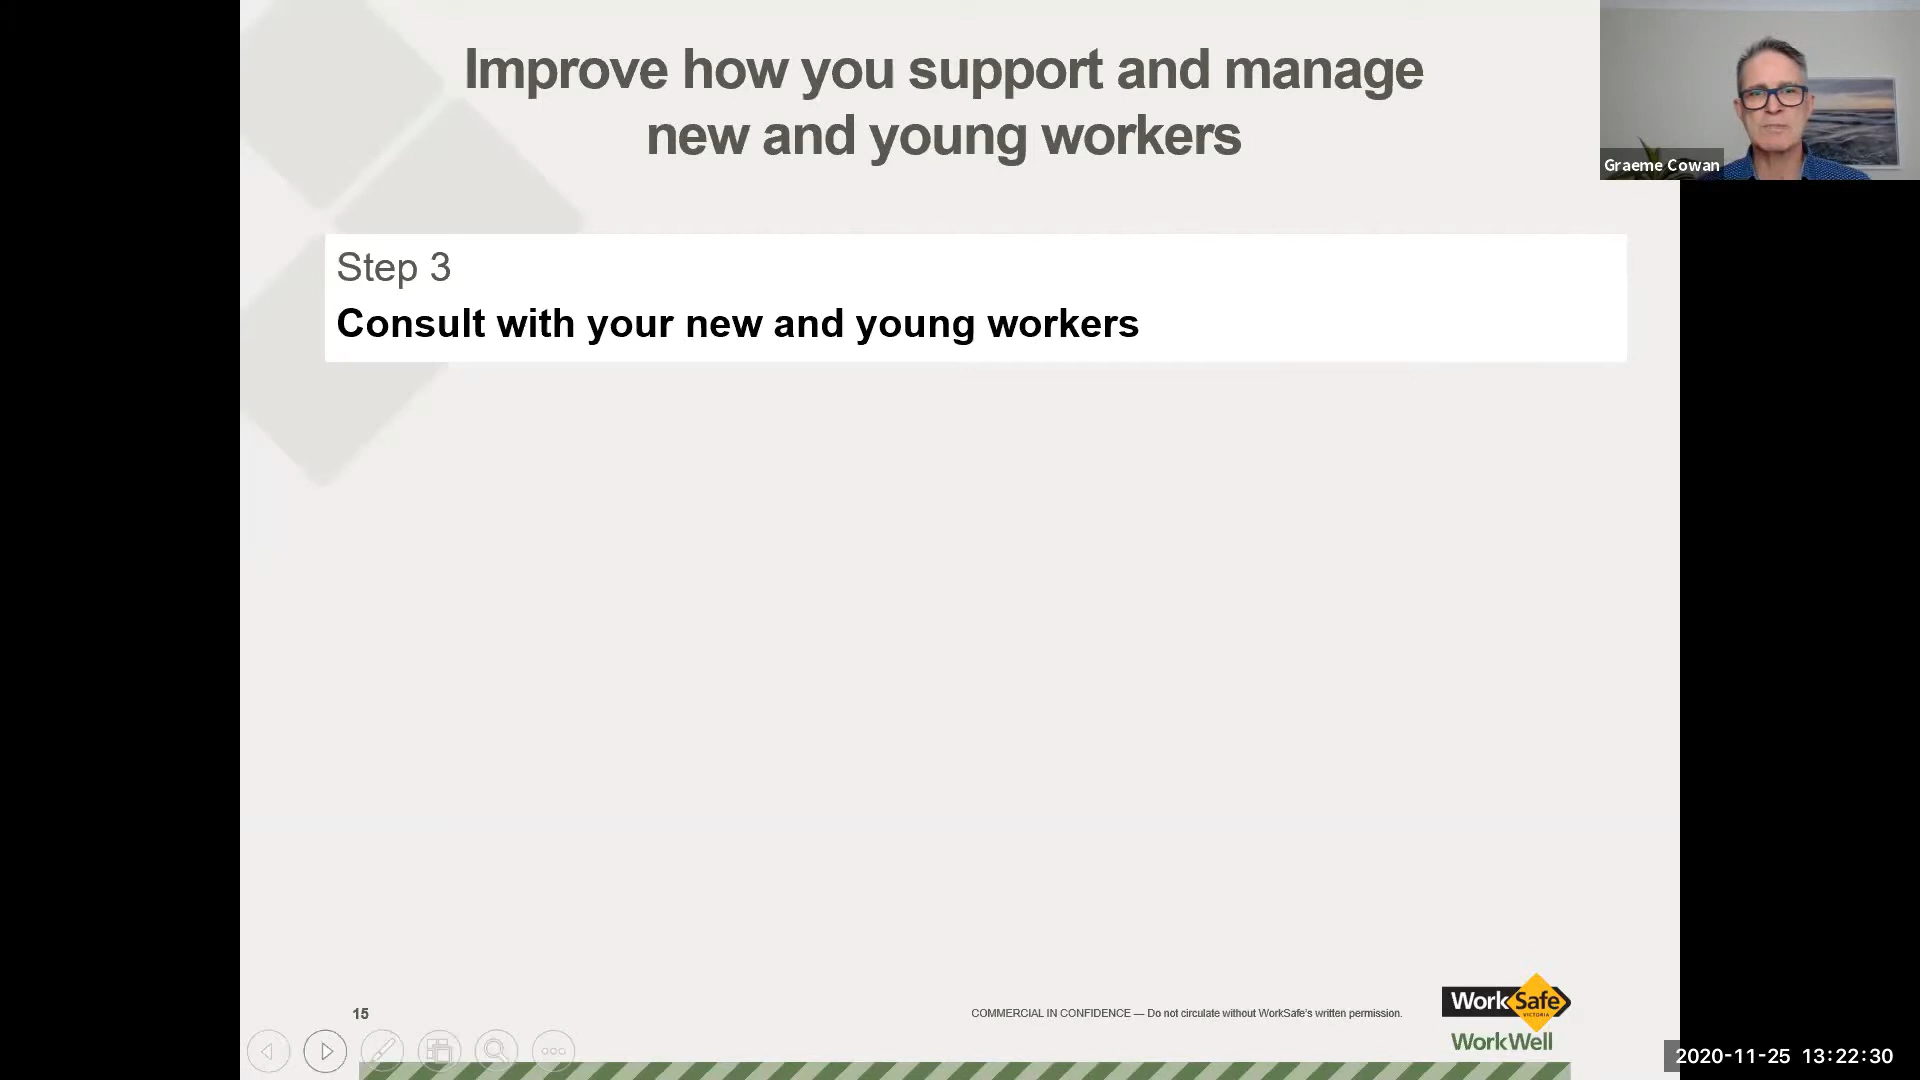 Improve how you support and manage
new and young workers
Graeme Cowan
Step 3
Consult with your new and young workers
15
COMMERCIAL IN CONFIDENCE — Do not circulate without WorkSafe's written permission.
WorkSafe
VICTORIA
WorkWell
2020-11-25 13:22:30